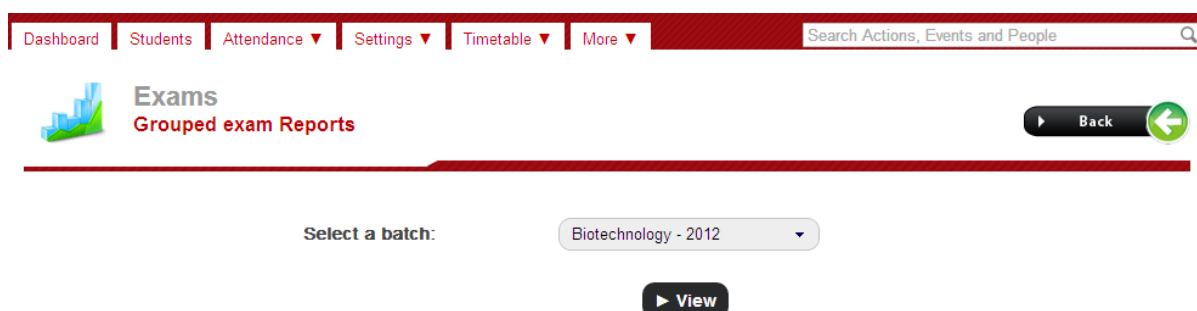 Dashboard Students Attendance ▼ Settings ▼ Timetable ▼ More ▼ Search Actions, Events and People
Exams
Grouped exam Reports
Back
Select a batch: Biotechnology - 2012
► View